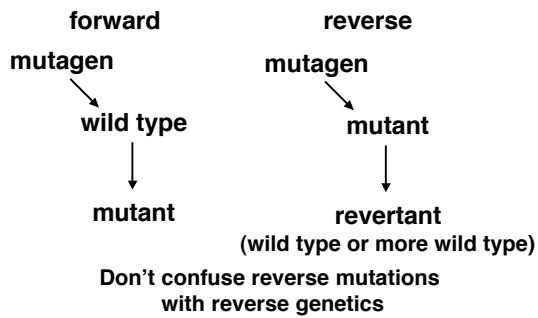 forward
mutagen
wild type
mutant
reverse
mutagen
mutant
revertant
(wild type or more wild type)
Don't confuse reverse mutations
with reverse genetics